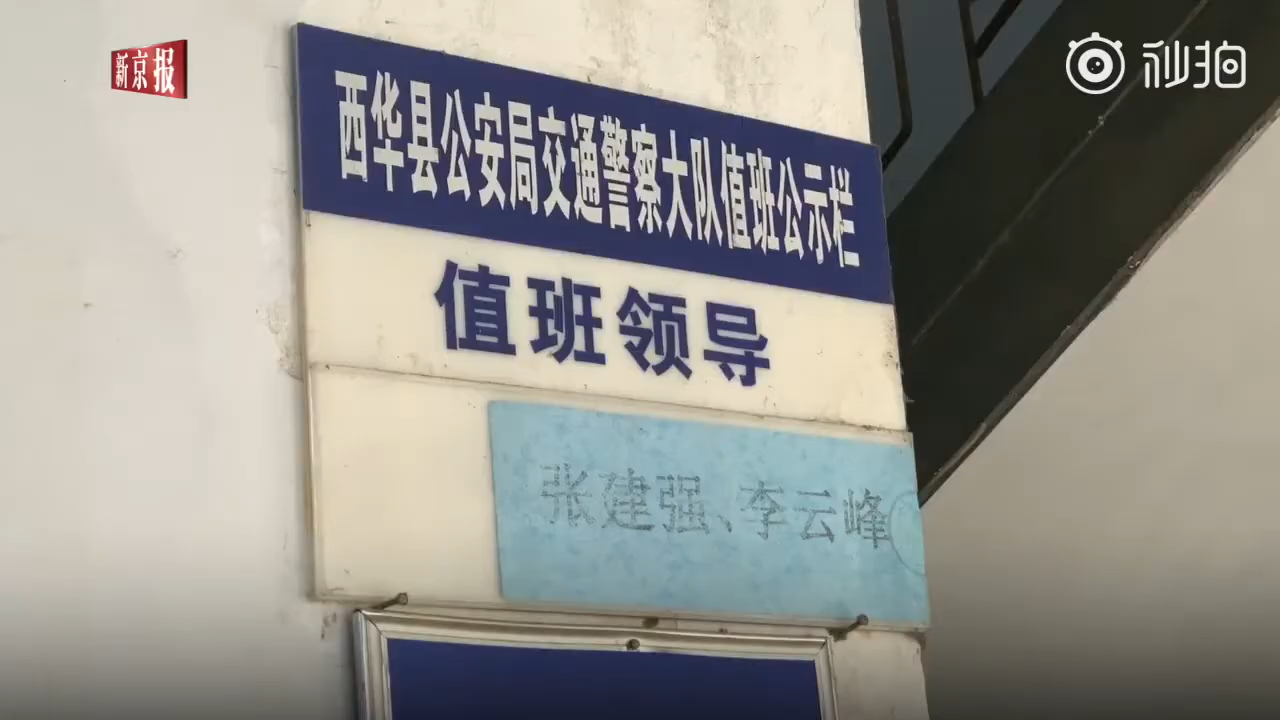 新京报
秒拍
西华县公安局交通警察大队值班公示栏
值班领导
张建强、李云峰